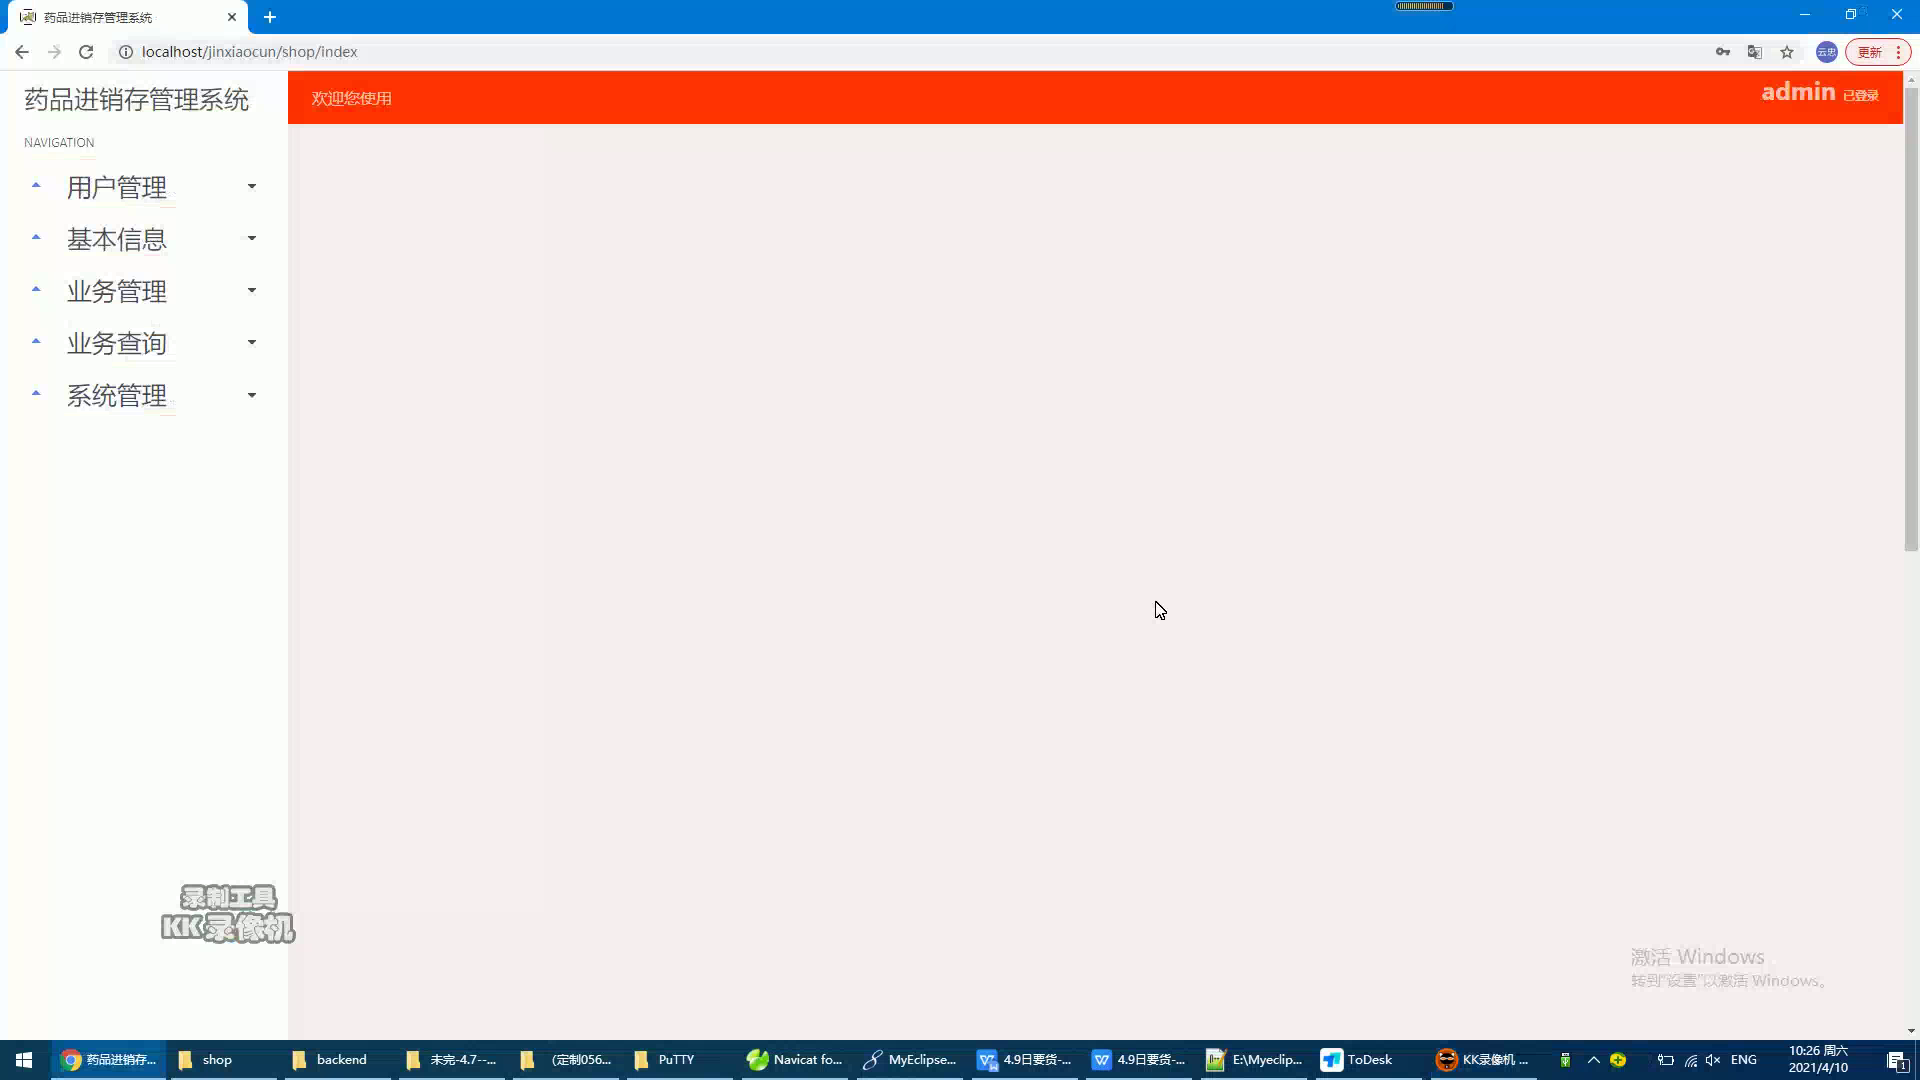 药品进销存管理系统
localhost/jinxiaocun/shop/index
云忠
更新
药品进销存管理系统
欢迎您使用
admin 已登录
NAVIGATION
用户管理
基本信息
业务管理
业务查询
系统管理
录制工具
KK录像机
激活 Windows
转到"设置"以激活 Windows。
药品进销存...
shop
backend
未完-4.7--...
(定制056...
PuTTY
Navicat fo...
MyEclipse...
4.9日要货-...
4.9日要货-...
E:\Myeclip...
ToDesk
KK录像机 ...
ENG
10:26 周六
2021/4/10
1